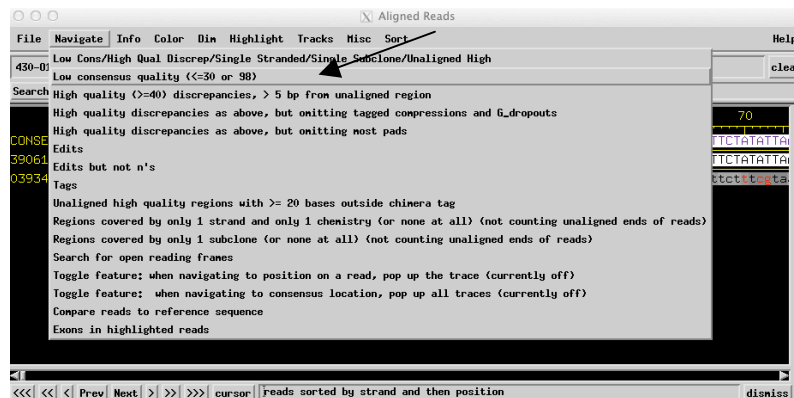 Aligned Reads
File Navigate Info Color Dim Highlight Tracks Misc Sort Help
Low Cons/High Qual Discrep/Single Stranded/Single Subclone/Unaligned High
430-01 clea
Low consensus quality (<=30 or 98)
Search
High quality (>=40) discrepancies, > 5 bp from unaligned region
High quality discrepancies as above, but omitting tagged compressions and G_dropouts
70
High quality discrepancies as above, but omitting most pads
CONSE TTCTATATTA
Edits
39061 TTCTATATTA
Edits but not n's
03934 ttctttcgta
Tags
Unaligned high quality regions with >= 20 bases outside chimera tag
Regions covered by only 1 strand and only 1 chemistry (or none at all) (not counting unaligned ends of reads)
Regions covered by only 1 subclone (or none at all) (not counting unaligned ends of reads)
Search for open reading frames
Toggle feature: when navigating to position on a read, pop up the trace (currently off)
Toggle feature: when navigating to consensus location, pop up all traces (currently off)
Compare reads to reference sequence
Exons in highlighted reads
<<< << < Prev Next > >> >>> cursor reads sorted by strand and then position dismiss